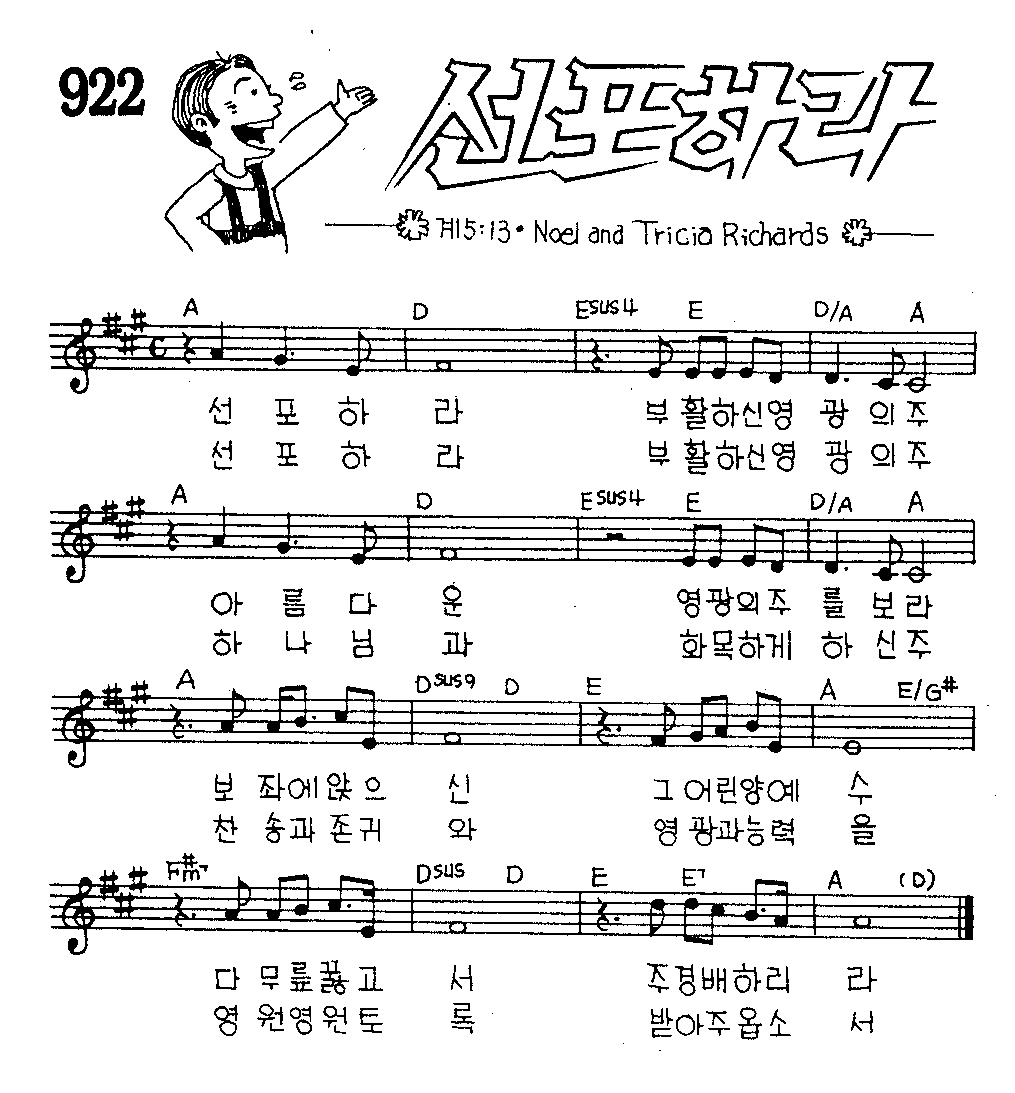 922
선포하라
계15:13 • Noel and Tricia Richards
A D Esus4 E D/A A
선 포 하 라 부 활하신영 광 의 주
선 포 하 라 부 활하신영 광 의 주
A D Esus4 E D/A A
아 름 다 운 영광의주 를 보 라
하 나 님 과 화목하게 하 신 주
A Dsus9 D E A E/G#
보 좌에앉으 신 그 어린양예 수
찬 송과존귀 와 영 광과능력 을
F#m7 Dsus D E E7 A (D)
다 무릎꿇고 서 주경배하리 라
영 원영원토 록 받아주옵소 서